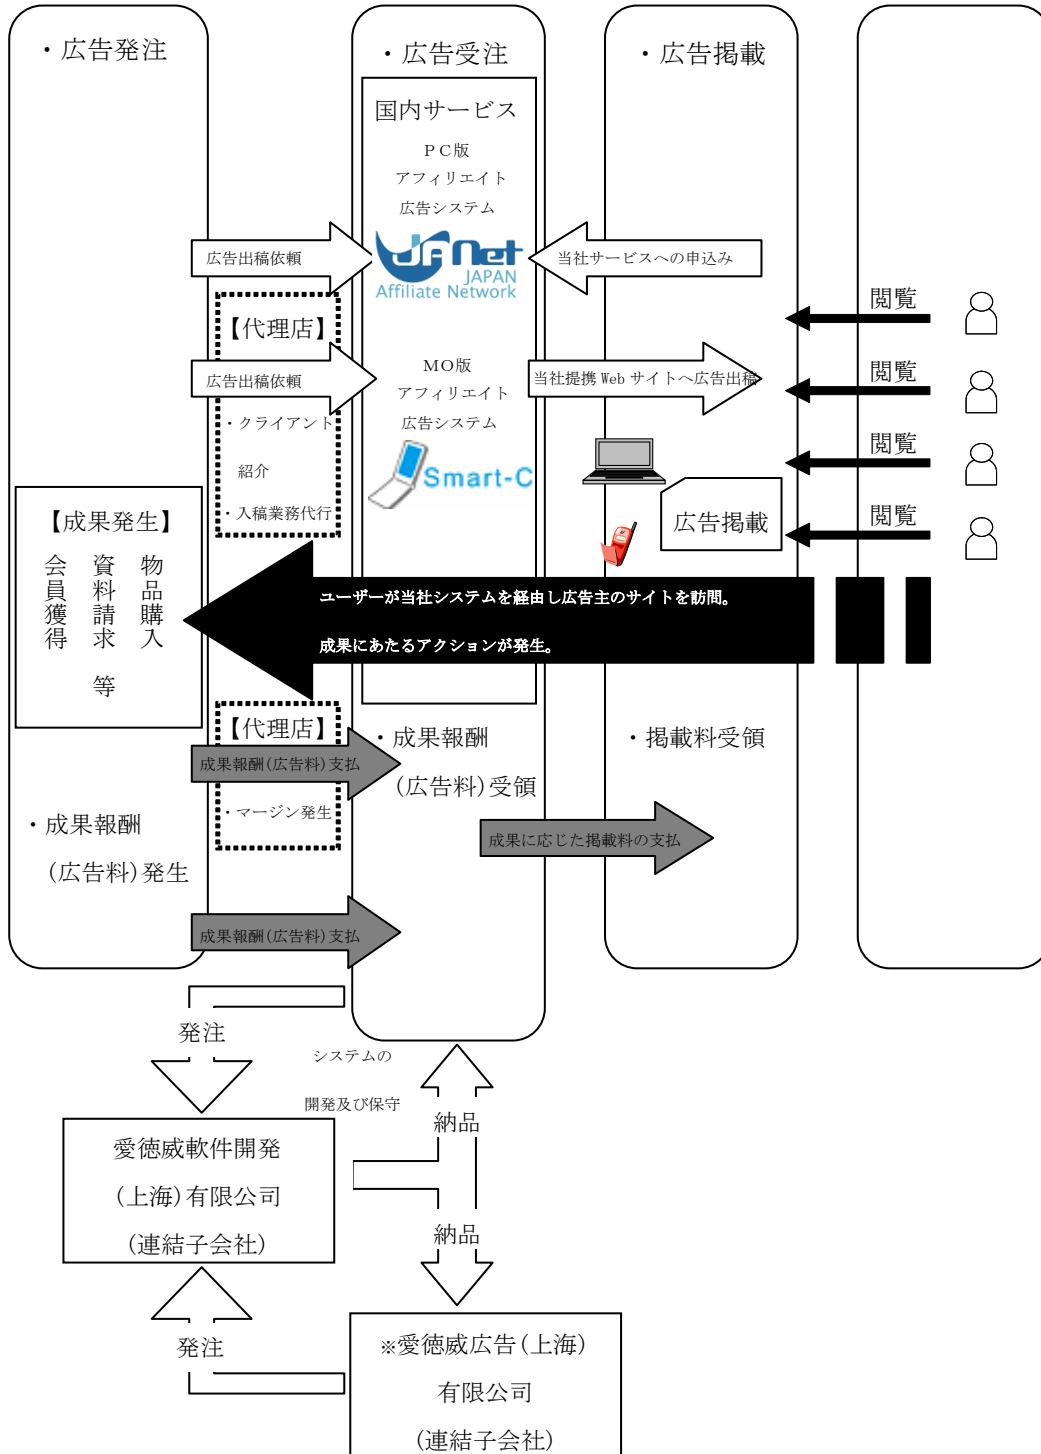 ・広告発注
・広告受注
・広告掲載
国内サービス
ＰＣ版
アフィリエイト
広告システム
JANet
JAPAN
Affiliate Network
広告出稿依頼
当社サービスへの申込み
【代理店】
広告出稿依頼
・クライアント
紹介
・入稿業務代行
MO版
アフィリエイト
広告システム
Smart-C
当社提携 Web サイトへ広告出稿
閲覧
閲覧
閲覧
閲覧
広告掲載
【成果発生】
物品購入
資料請求 等
会員獲得
ユーザーが当社システムを経由し広告主のサイトを訪問。
成果にあたるアクションが発生。
【代理店】
成果報酬(広告料)支払
・マージン発生
・成果報酬
(広告料)受領
・掲載料受領
・成果報酬
(広告料)発生
成果に応じた掲載料の支払
成果報酬(広告料)支払
発注
システムの
開発及び保守
納品
愛徳威軟件開発
(上海)有限公司
(連結子会社)
納品
発注
※愛徳威広告(上海)
有限公司
(連結子会社)